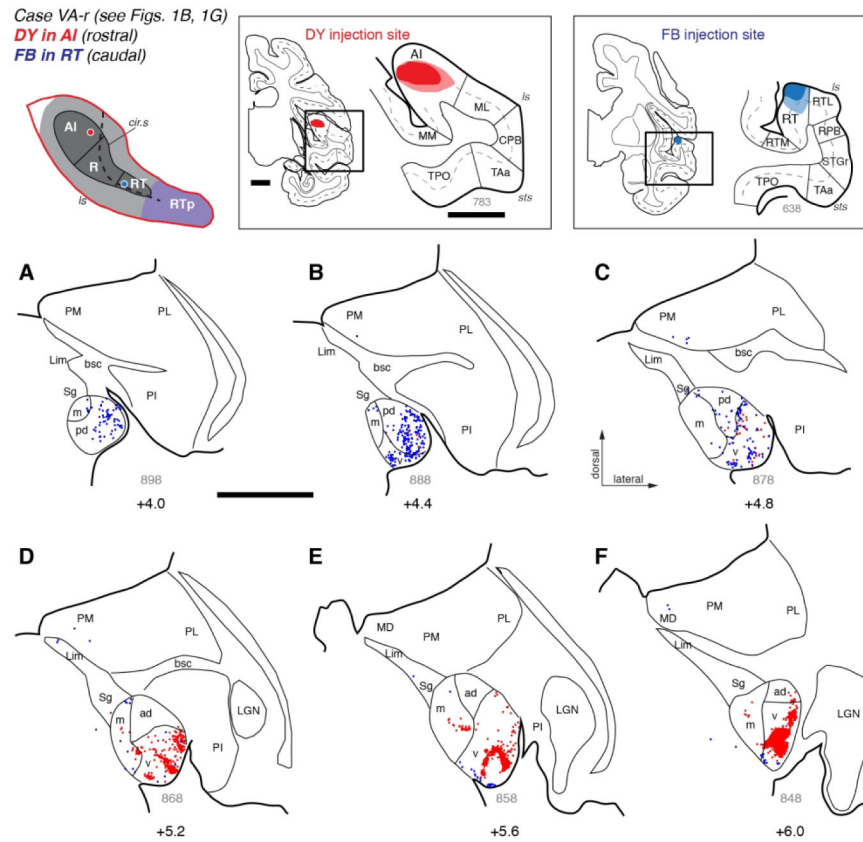 Case VA-r (see Figs. 1B, 1G)
DY in AI (rostral)
FB in RT (caudal)
AI
R
RT
RTp
cir.s
ls
DY injection site
AI
ls
ML
MM
CPB
TPO
TAa
783
sts
FB injection site
ls
RTL
RT
RTM
RPB
STGr
TPO
TAa
638
sts
A
PM
PL
Lim
bsc
Sg
PI
m
pd
898
+4.0
B
PM
PL
Lim
bsc
Sg
pd
m
PI
v
888
+4.4
C
PM
PL
Lim
bsc
Sg
pd
m
PI
v
dorsal
lateral
878
+4.8
D
PM
PL
Lim
bsc
Sg
m
ad
LGN
PI
v
868
+5.2
E
MD
PM
PL
Lim
Sg
ad
m
LGN
PI
v
858
+5.6
F
MD
PM
PL
Lim
Sg
ad
m
v
LGN
848
+6.0